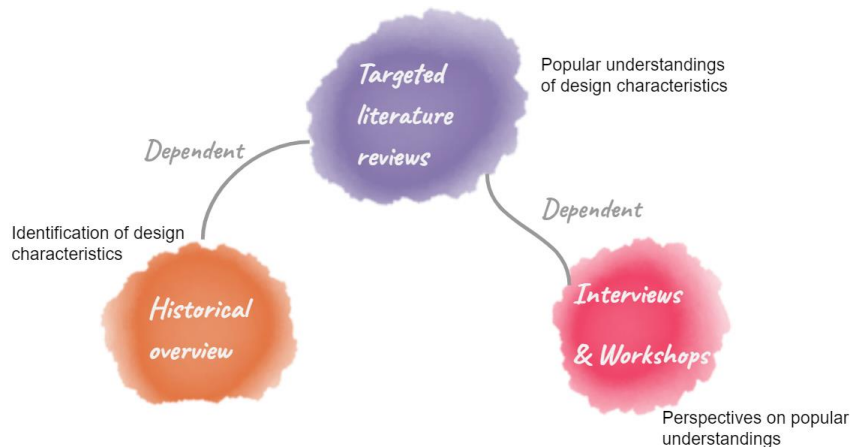 Targeted
literature
reviews
Popular understandings
of design characteristics
Dependent
Dependent
Identification of design
characteristics
Historical
overview
Interviews
& Workshops
Perspectives on popular
understandings